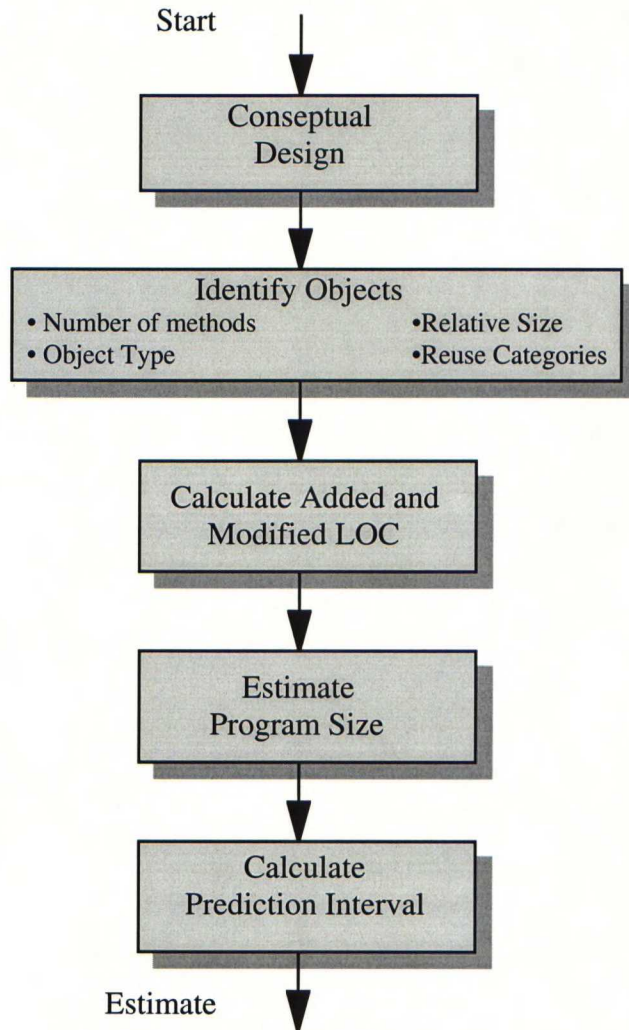 Start
Conseptual
Design
Identify Objects
• Number of methods
•Relative Size
• Object Type
•Reuse Categories
Calculate Added and
Modified LOC
Estimate
Program Size
Calculate
Prediction Interval
Estimate